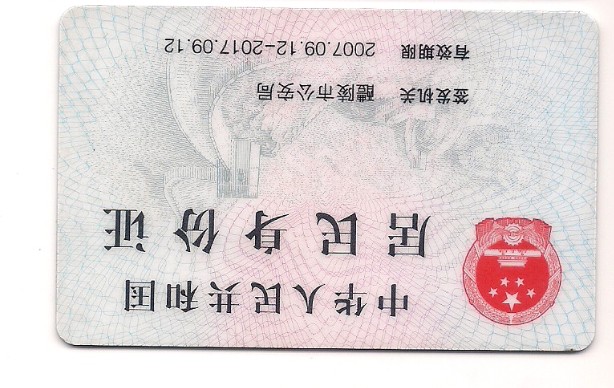 中华人民共和国
居民身份证
签发机关 醴陵市公安局
有效期限 2007.09.12-2017.09.12